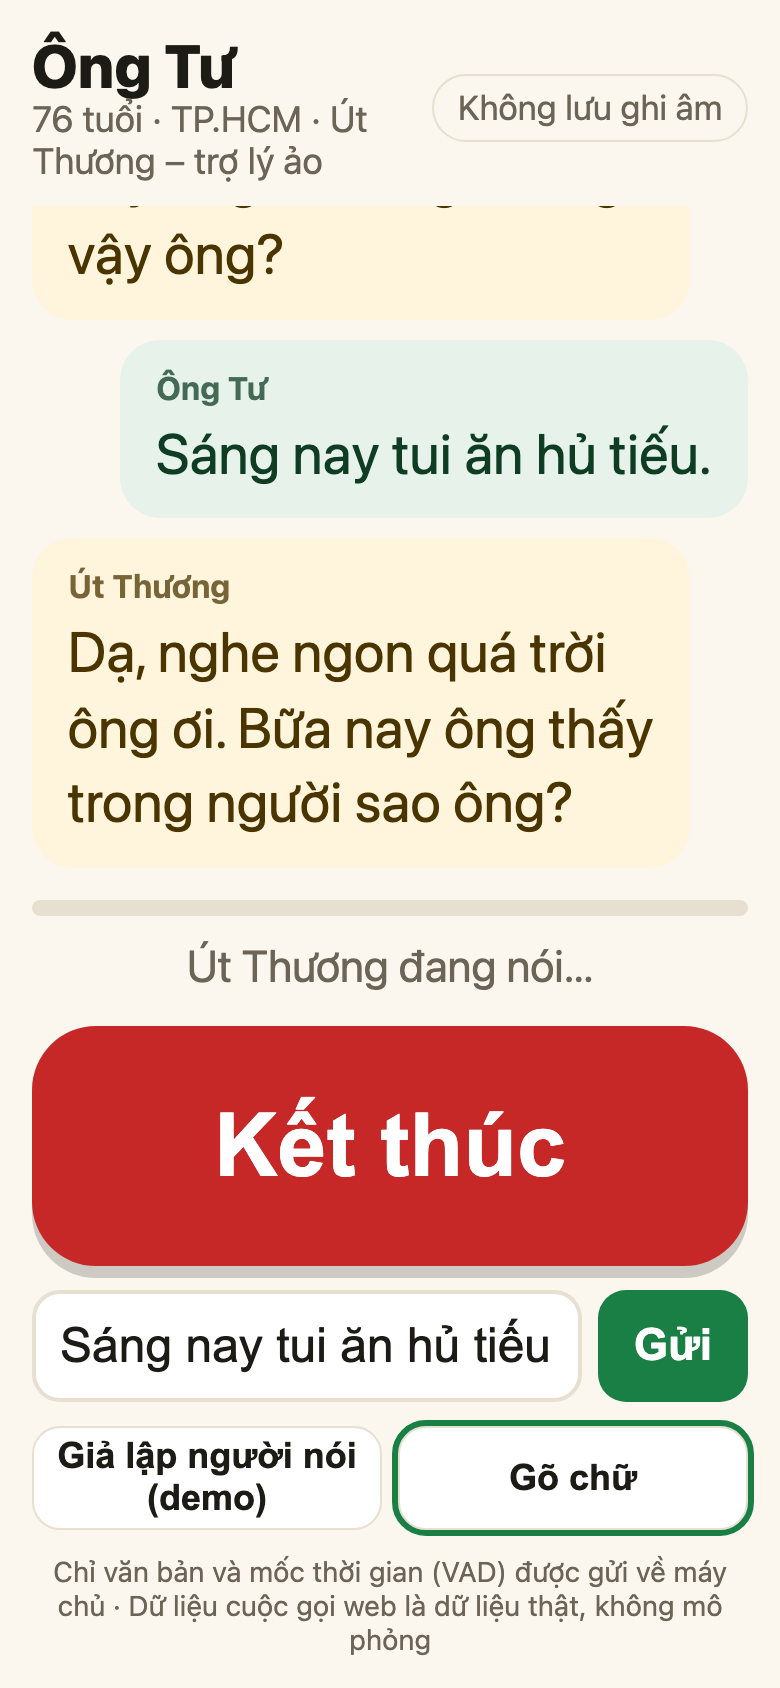 Ông Tư
76 tuổi · TP.HCM · Út
Thương – trợ lý ảo
Không lưu ghi âm
vậy ông?
Ông Tư
Sáng nay tui ăn hủ tiếu.
Út Thương
Dạ, nghe ngon quá trời
ông ơi. Bữa nay ông thấy
trong người sao ông?
Út Thương đang nói...
Kết thúc
Sáng nay tui ăn hủ tiếu
Gửi
Giả lập người nói
(demo)
Gõ chữ
Chỉ văn bản và mốc thời gian (VAD) được gửi về máy
chủ · Dữ liệu cuộc gọi web là dữ liệu thật, không mô
phỏng